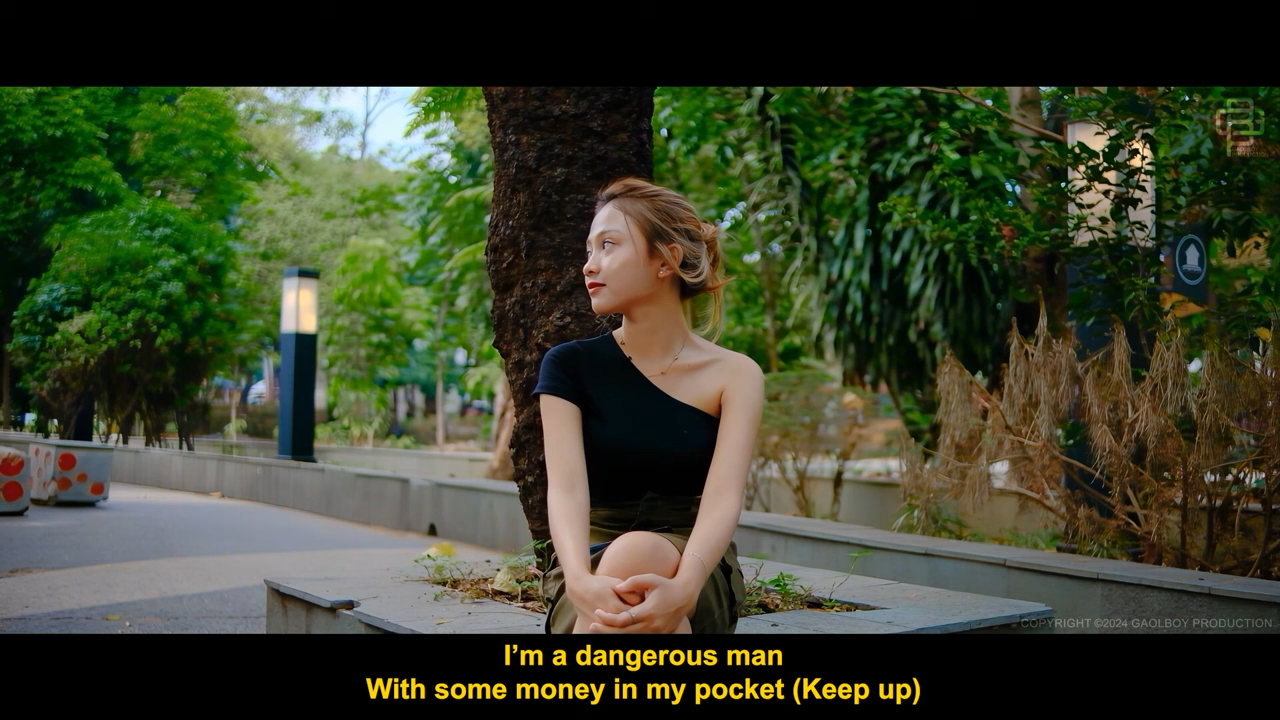 COPYRIGHT ©2024 GAOLBOY PRODUCTION
I'm a dangerous man
With some money in my pocket (Keep up)